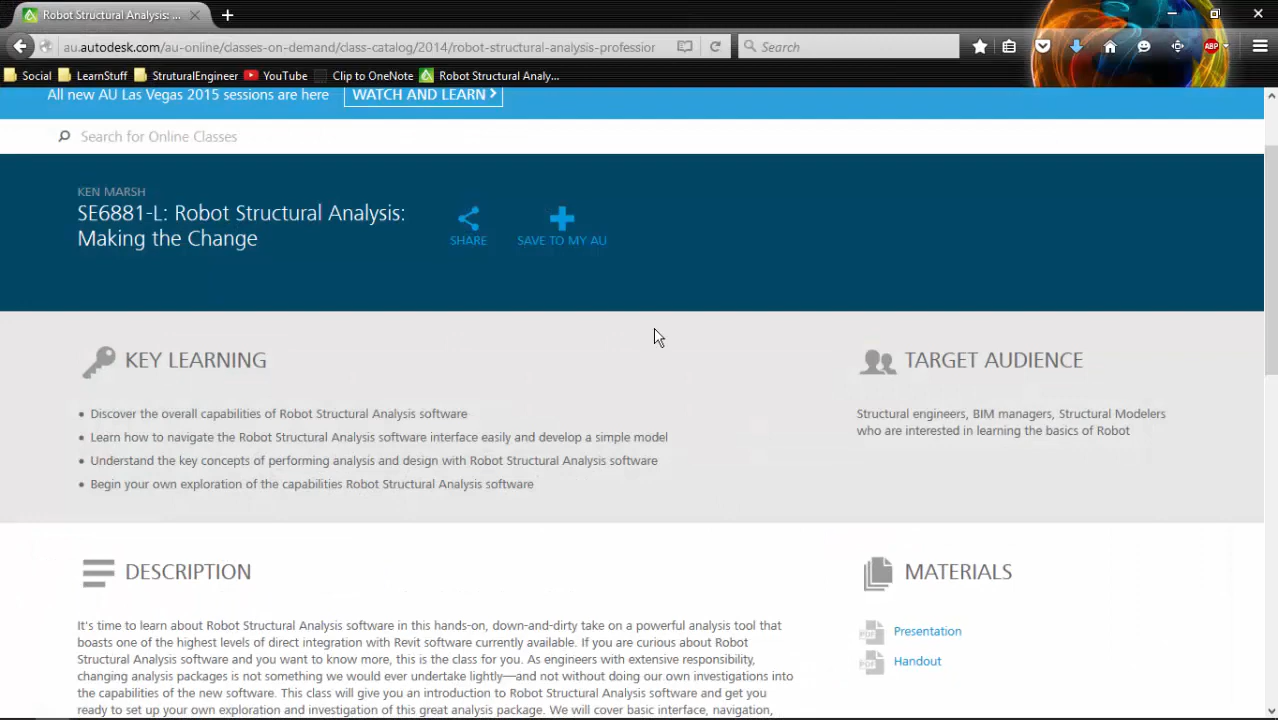 Robot Structural Analysis: ...
au.autodesk.com/au-online/classes-on-demand/class-catalog/2014/robot-structural-analysis-profession
Search
ABP
Social
LearnStuff
StruturalEngineer
YouTube
Clip to OneNote
Robot Structural Analy...
All new AU Las Vegas 2015 sessions are here
WATCH AND LEARN
Search for Online Classes
KEN MARSH
SE6881-L: Robot Structural Analysis:
Making the Change
SHARE
SAVE TO MY AU
KEY LEARNING
• Discover the overall capabilities of Robot Structural Analysis software
• Learn how to navigate the Robot Structural Analysis software interface easily and develop a simple model
• Understand the key concepts of performing analysis and design with Robot Structural Analysis software
• Begin your own exploration of the capabilities Robot Structural Analysis software
TARGET AUDIENCE
Structural engineers, BIM managers, Structural Modelers
who are interested in learning the basics of Robot
DESCRIPTION
It's time to learn about Robot Structural Analysis software in this hands-on, down-and-dirty take on a powerful analysis tool that
boasts one of the highest levels of direct integration with Revit software currently available. If you are curious about Robot
Structural Analysis software and you want to know more, this is the class for you. As engineers with extensive responsibility,
changing analysis packages is not something we would ever undertake lightly—and not without doing our own investigations into
the capabilities of the new software. This class will give you an introduction to Robot Structural Analysis software and get you
ready to set up your own exploration and investigation of this great analysis package. We will cover basic interface, navigation,
MATERIALS
PDF
Presentation
PDF
Handout